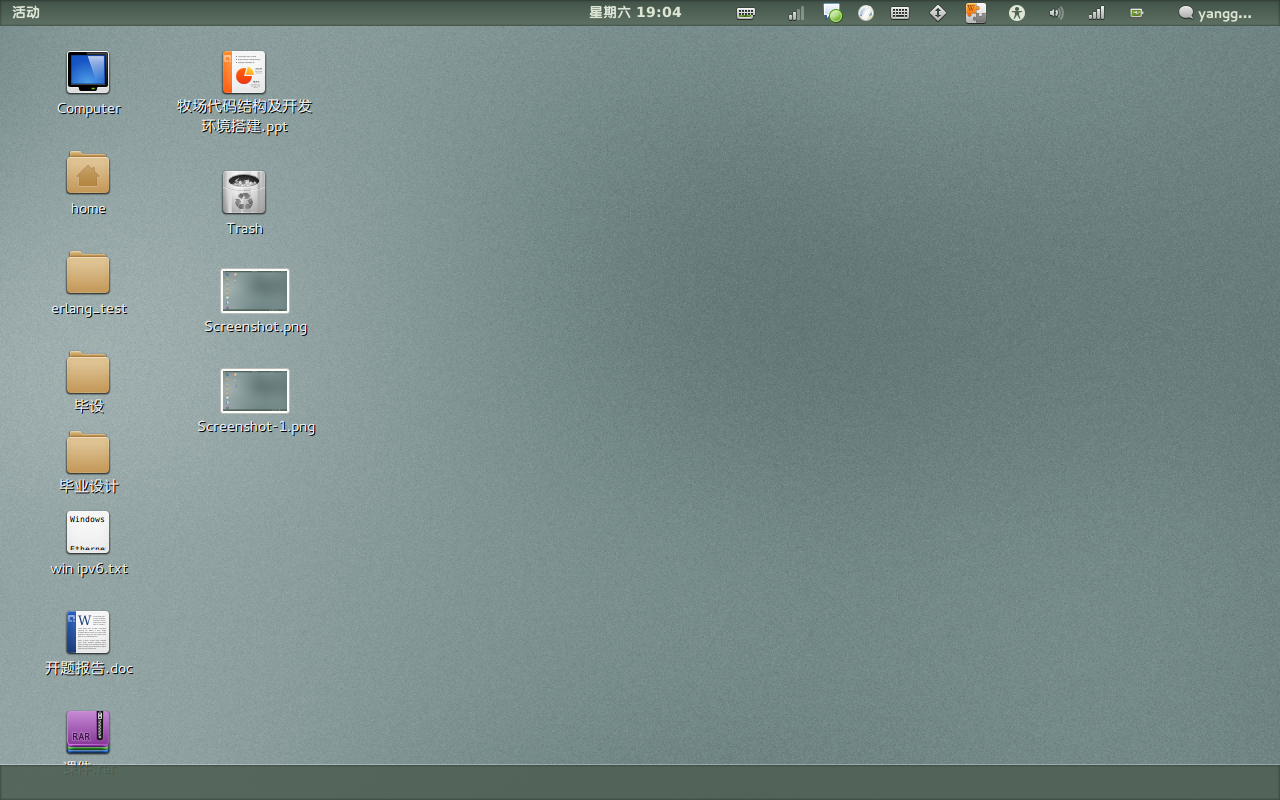 活动
星期六 19:04
yangg...
Computer
home
erlang_test
毕设
毕业设计
Windows
Etherne
win ipv6.txt
W
开题报告.doc
RAR
牧场代码结构及开发
环境搭建.ppt
Trash
Screenshot.png
Screenshot-1.png